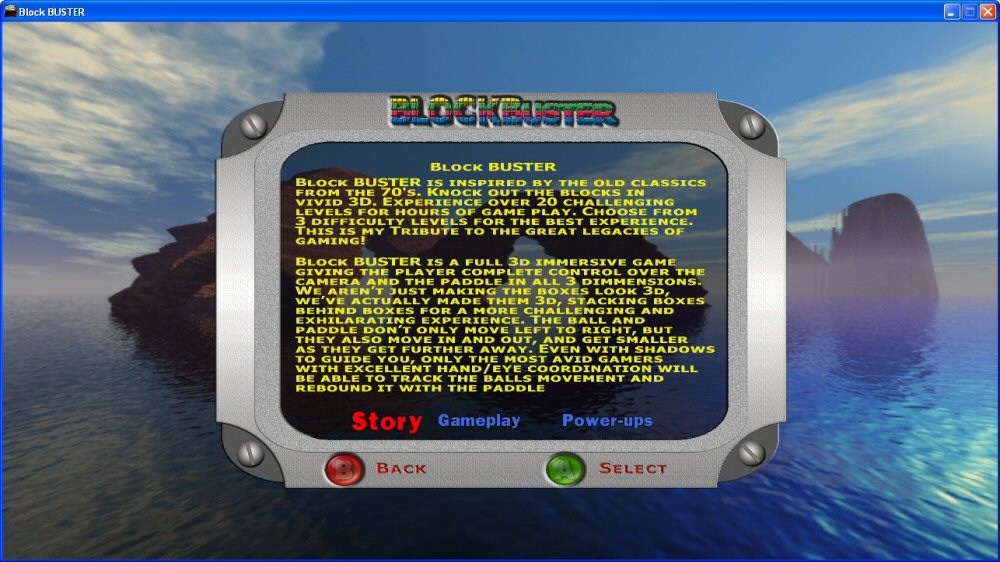 Block BUSTER
BLOCKBUSTER
Block BUSTER
Block BUSTER is inspired by the old classics
from the 70's. Knock out the blocks in
vivid 3D. Experience over 20 challenging
levels for hours of game play. Choose from
3 difficulty levels for the best experience.
This is my Tribute to the great legacies of
gaming!
Block BUSTER is a full 3d immersive game
giving the player complete control over the
camera and the paddle in all 3 dimmensions.
We aren't just making the boxes look 3D,
we've actually made them 3D, stacking boxes
behind boxes for a more challenging and
exhilarating experience. The ball and
paddle don't only move left to right, but
they also move in and out, and get smaller
as they get further away. Even with shadows
to guide you, only the most avid gamers
with excellent hand/eye coordination will
be able to track the balls movement and
rebound it with the paddle
Story Gameplay Power-ups
B Back A Select